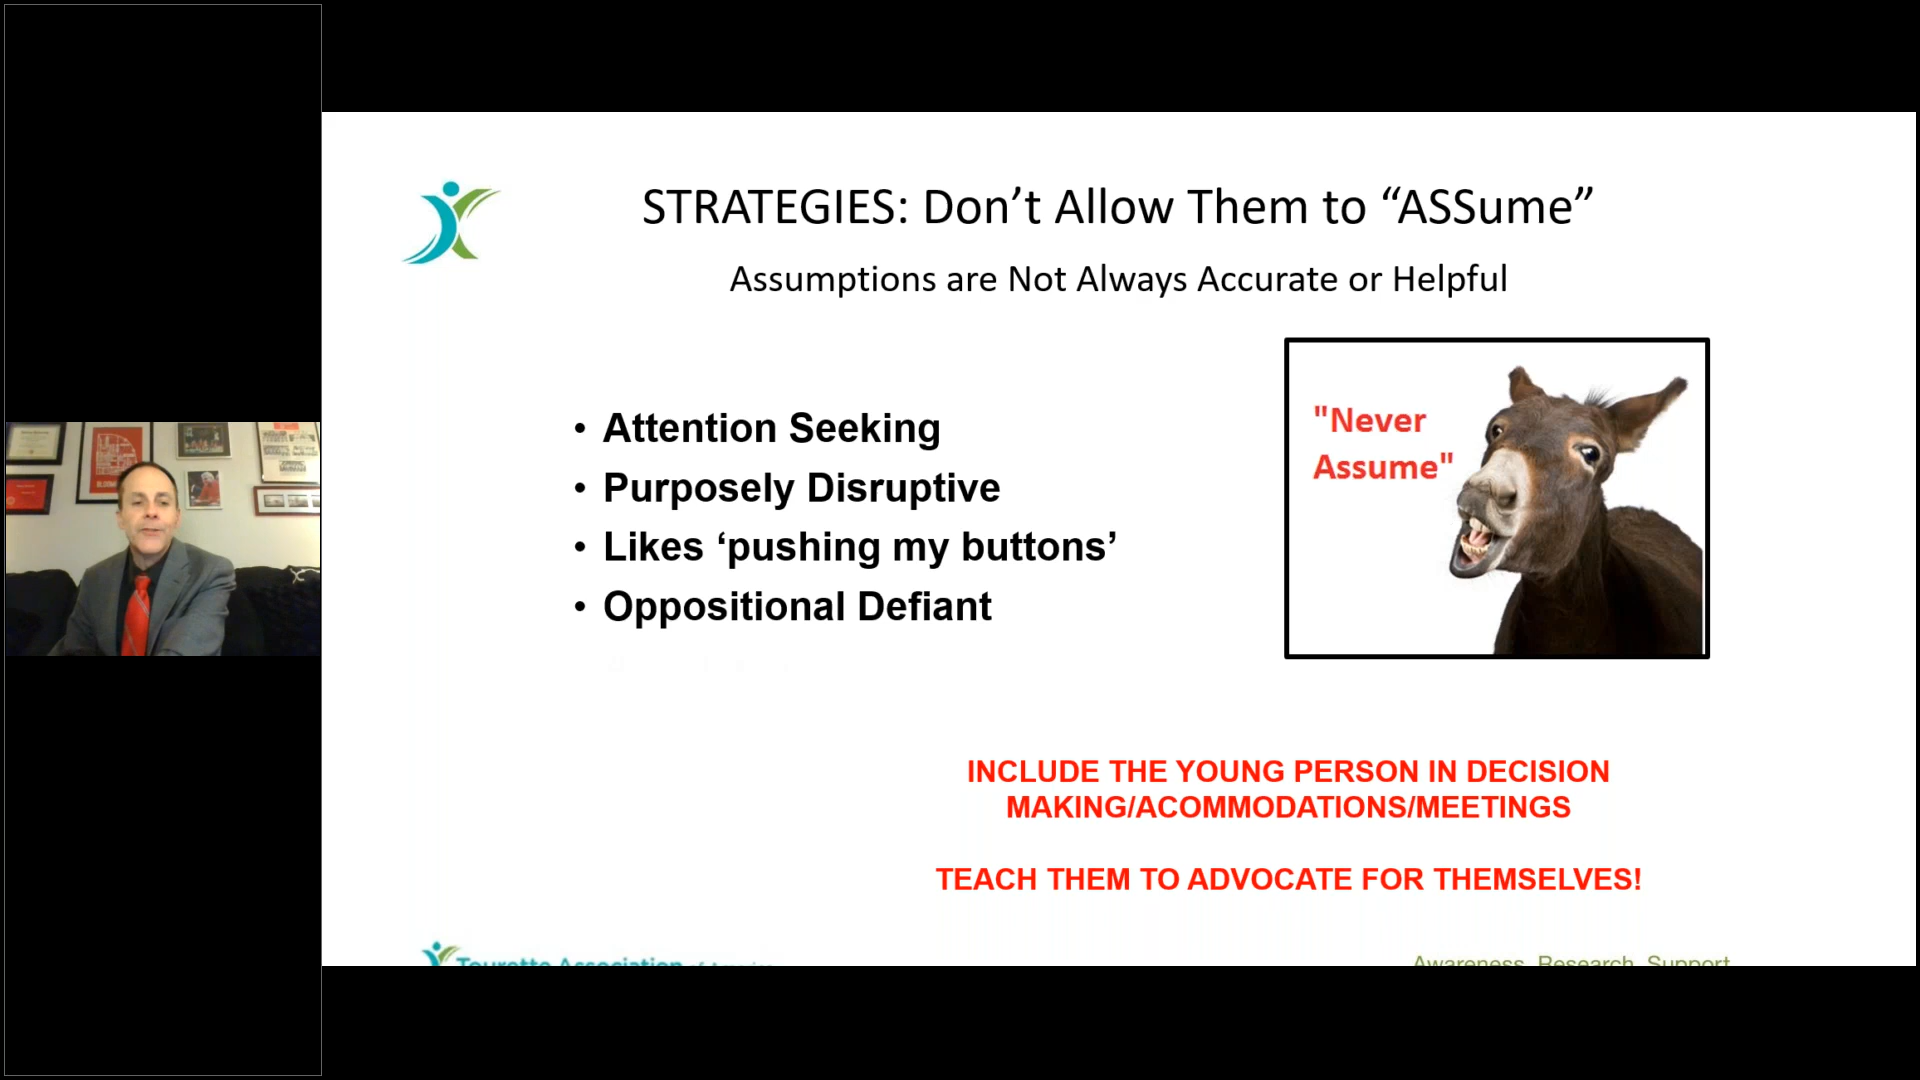 STRATEGIES: Don’t Allow Them to “ASSume”
Assumptions are Not Always Accurate or Helpful
• Attention Seeking
• Purposely Disruptive
• Likes ‘pushing my buttons’
• Oppositional Defiant
"Never
Assume"
INCLUDE THE YOUNG PERSON IN DECISION
MAKING/ACOMMODATIONS/MEETINGS
TEACH THEM TO ADVOCATE FOR THEMSELVES!
Tourette Association of America
Awareness. Research. Support.